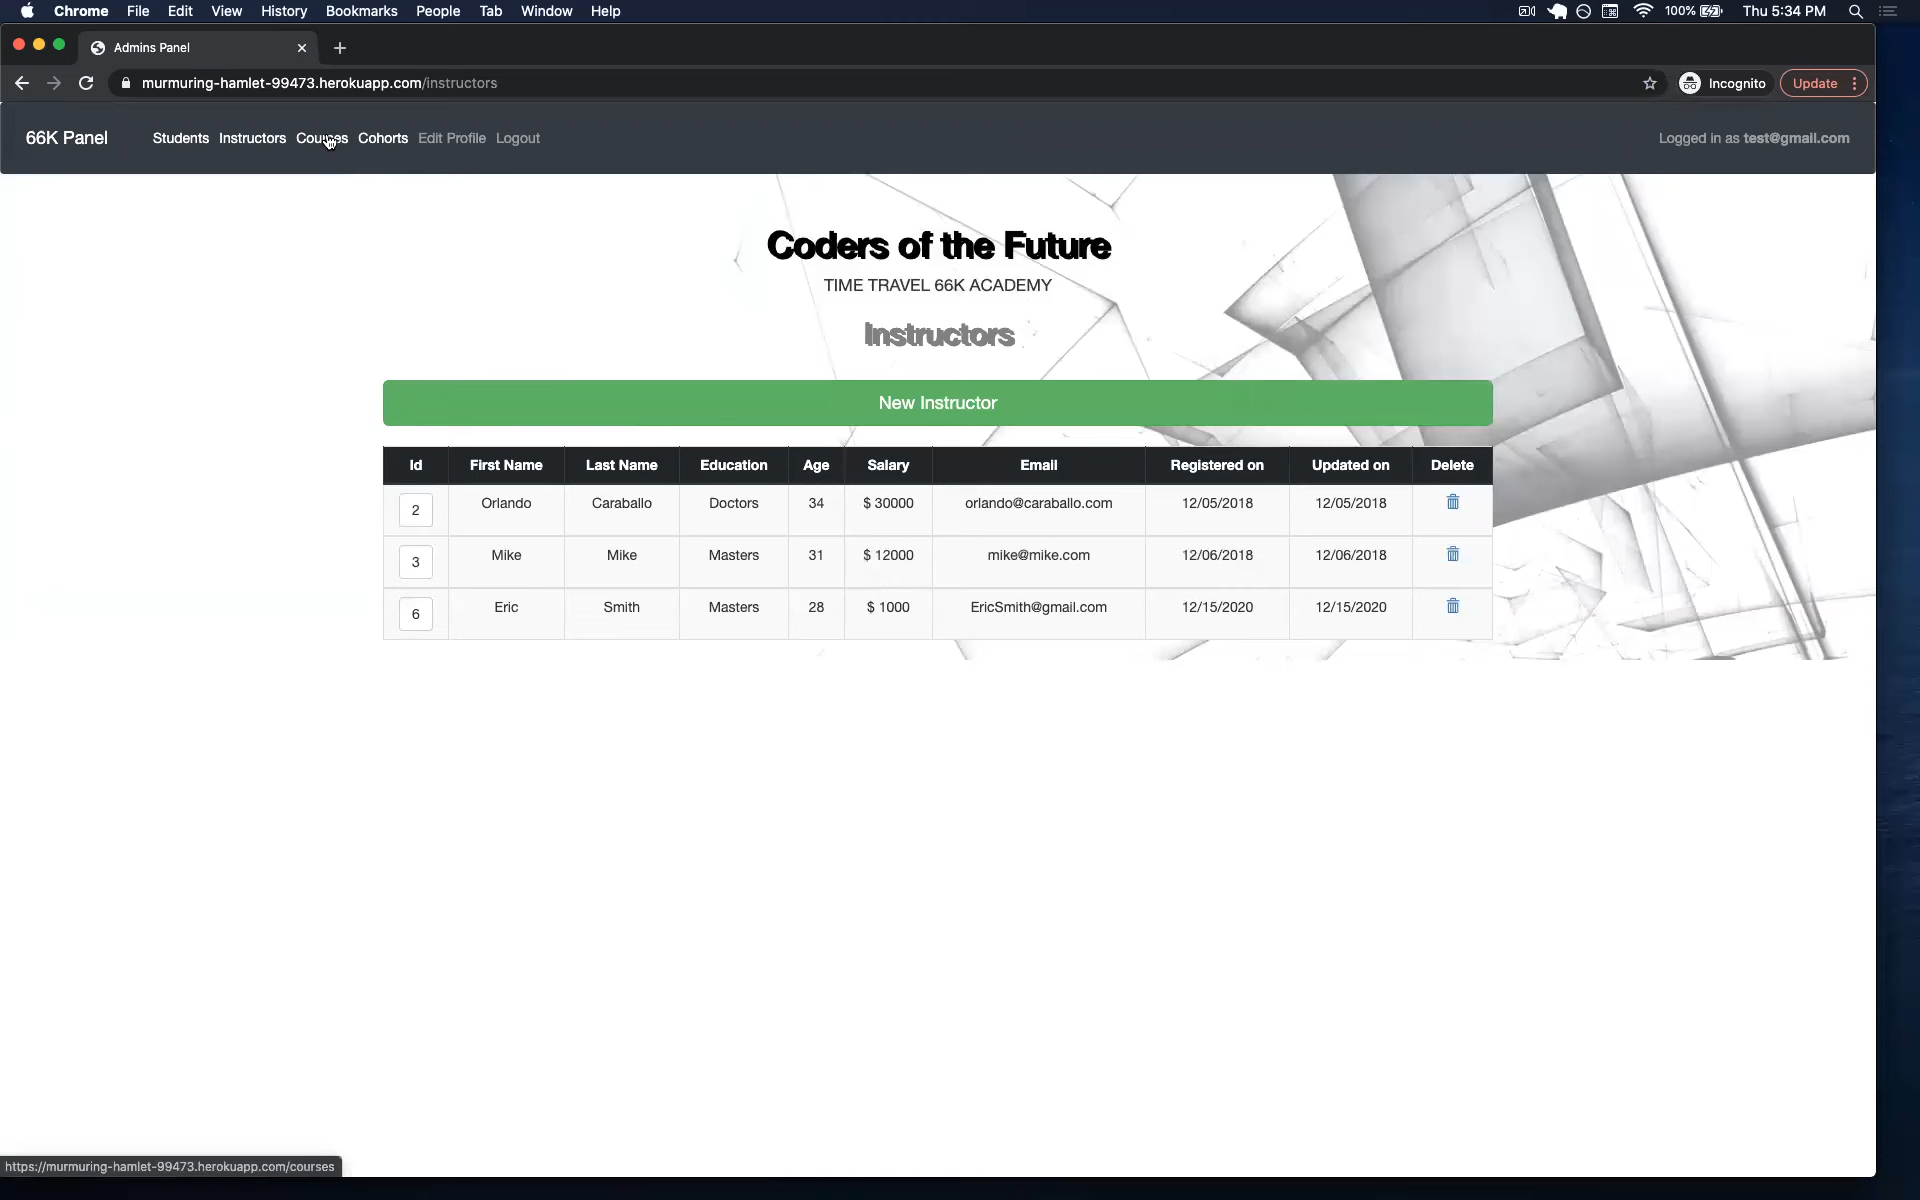 Chrome File Edit View History Bookmarks People Tab Window Help 100% Thu 5:34 PM
Admins Panel
murmuring-hamlet-99473.herokuapp.com/instructors Incognito Update
66K Panel Students Instructors Courses Cohorts Edit Profile Logout Logged in as test@gmail.com
Coders of the Future
TIME TRAVEL 66K ACADEMY
Instructors
New Instructor
Id First Name Last Name Education Age Salary Email Registered on Updated on Delete
2 Orlando Caraballo Doctors 34 $ 30000 orlando@caraballo.com 12/05/2018 12/05/2018
3 Mike Mike Masters 31 $ 12000 mike@mike.com 12/06/2018 12/06/2018
6 Eric Smith Masters 28 $ 1000 EricSmith@gmail.com 12/15/2020 12/15/2020
https://murmuring-hamlet-99473.herokuapp.com/courses